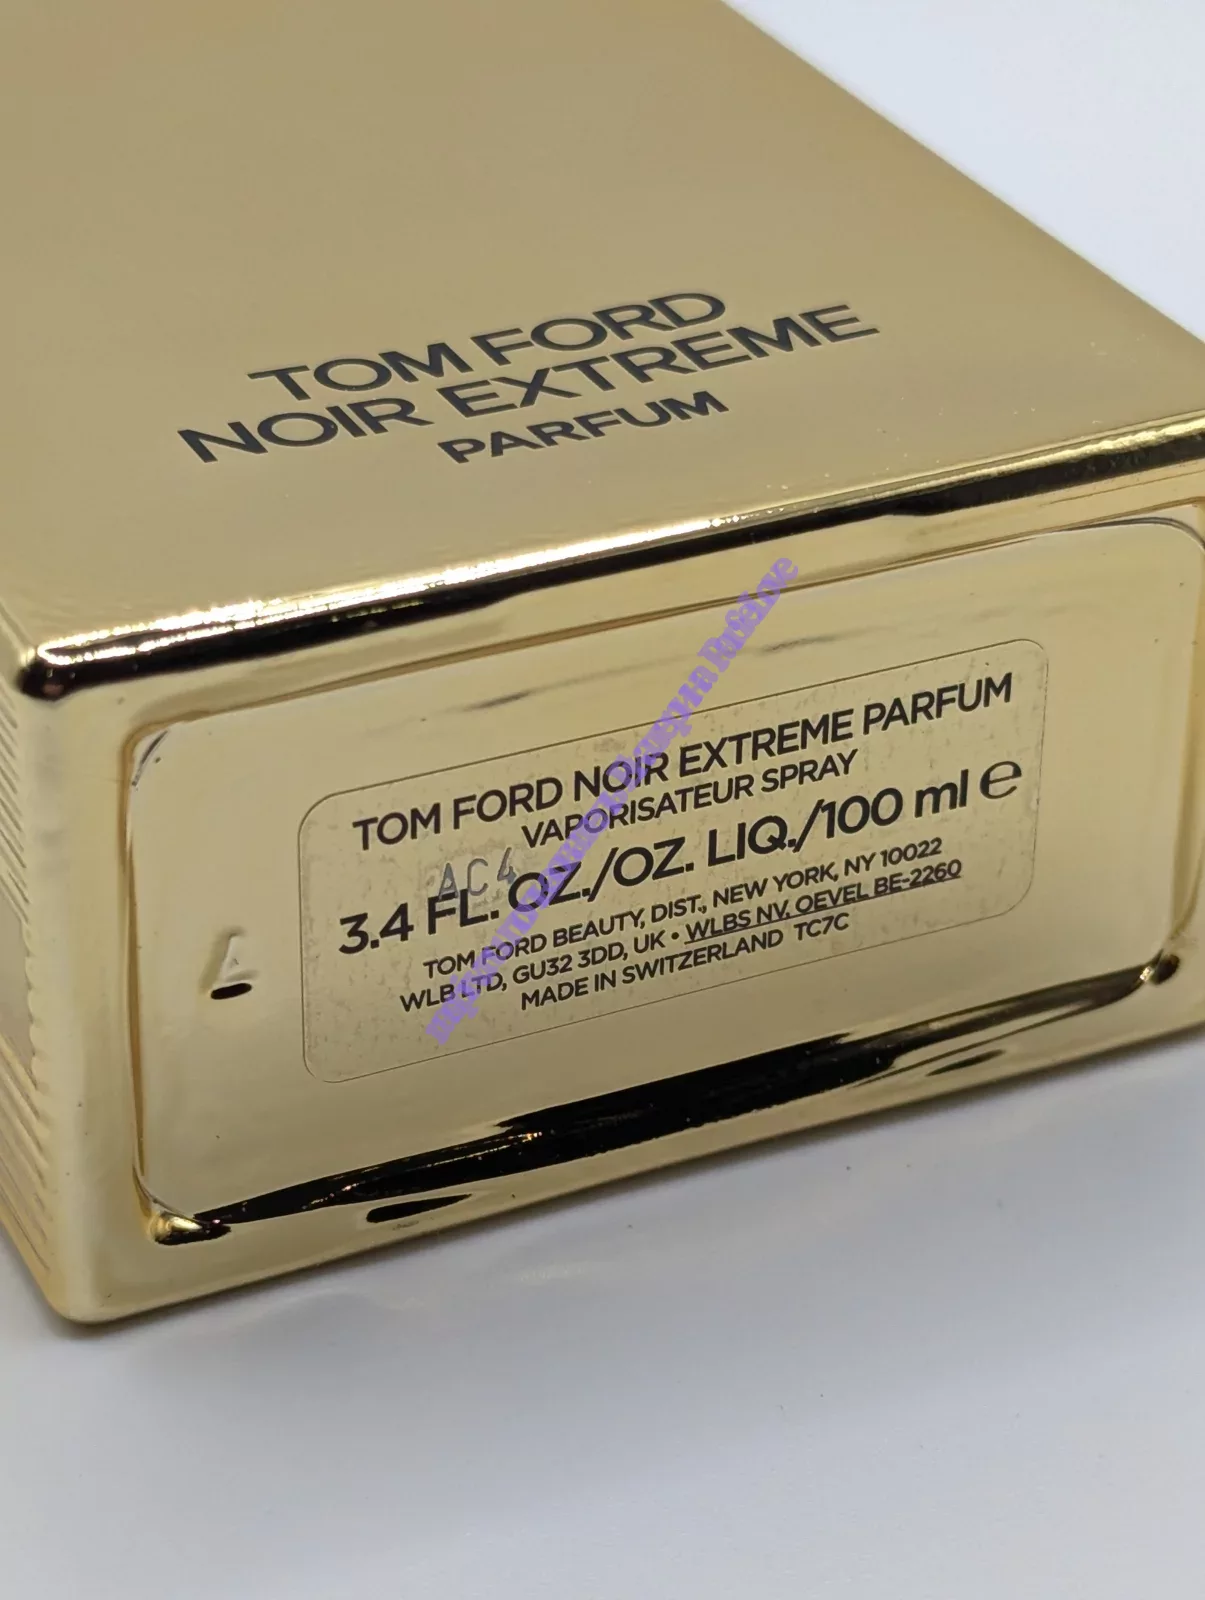 TOM FORD
NOIR EXTREME
PARFUM
TOM FORD NOIR EXTREME PARFUM
VAPORISATEUR SPRAY
AC4
3.4 FL. OZ./OZ. LIQ./100 ml ℮
TOM FORD BEAUTY, DIST., NEW YORK, NY 10022
WLB LTD, GU32 3DD, UK • WLBS NV, OEVEL BE-2260
MADE IN SWITZERLAND TC7C